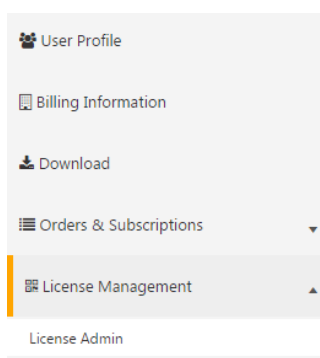 User Profile
Billing Information
Download
Orders & Subscriptions
License Management
License Admin